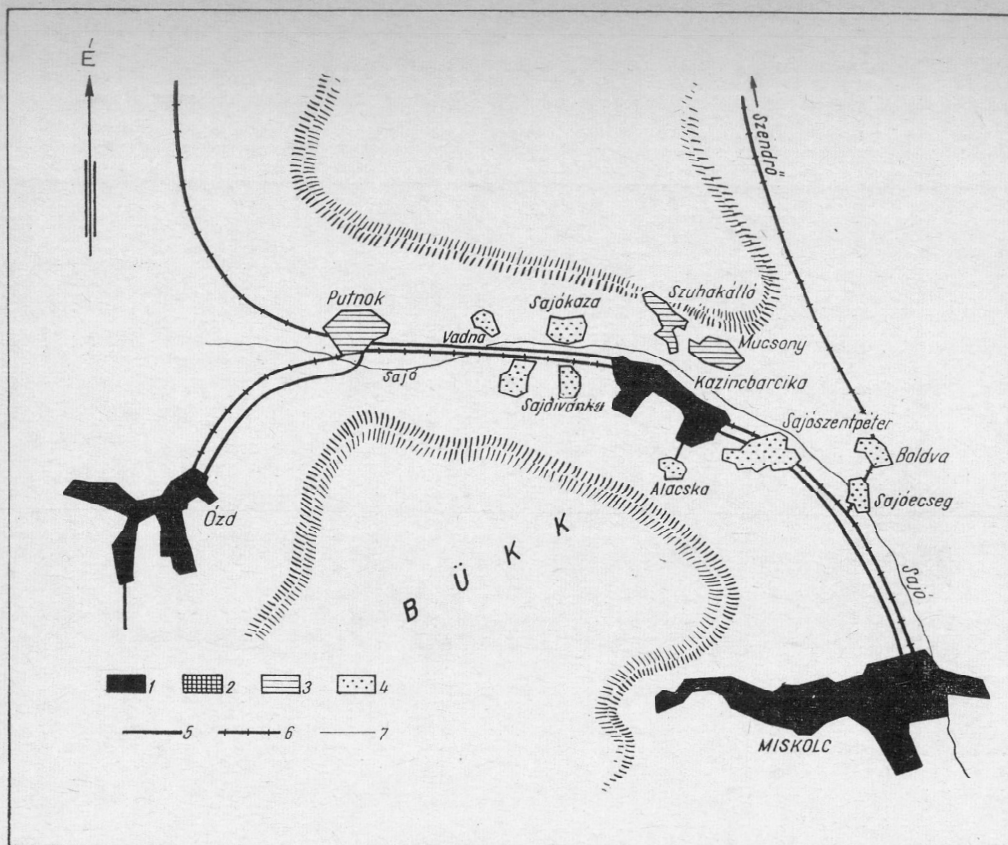 É
Szendrő
Putnok
Sajókaza
Szuhakálló
Vadna
Mucsony
Sajó
Kazincbarcika
Sajóivánka
Sajószentpéter
Boldva
Alacska
Sajóecseg
Ózd
Sajó
BÜKK
1 2 3 4
5 6 7
MISKOLC